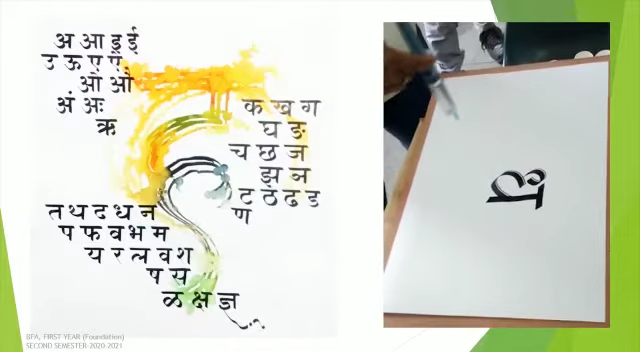 अ आ इ ई
उ ऊ ए ऐ
ओ औ
अं अः
ऋ
क ख ग
घ ङ
च छ ज
झ ञ
ट ठ ढ ड
ण
त थ द ध न
प फ ब भ म
य र ल व श
ष स
ळ क्ष ज्ञ
BFA, FIRST YEAR (Foundation)
SECOND SEMESTER-2020-2021